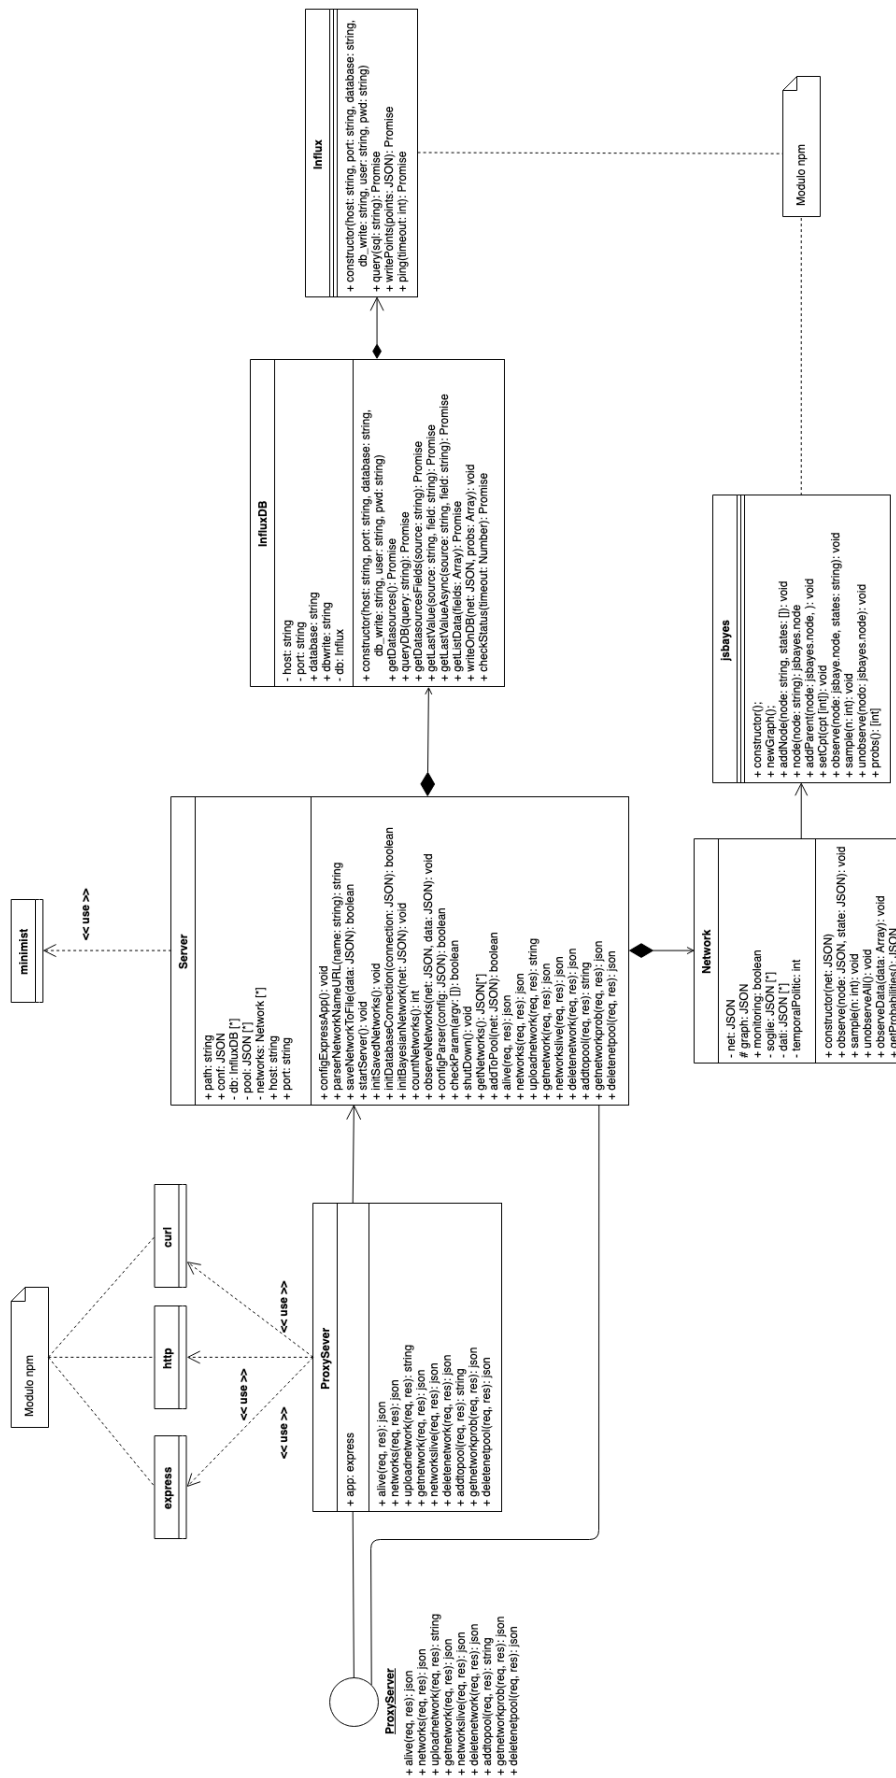 ProxyServer
+ alive(req, res): json
+ networks(req, res): json
+ uploadnetwork(req, res): string
+ getnetwork(req, res): json
+ networkslive(req, res): json
+ deletenetwork(req, res): json
+ addtopool(req, res): string
+ getnetworkprob(req, res): json
+ deletenetpool(req, res): json
Modulo npm
express
http
curl
<< use >>
<< use >>
<< use >>
ProxySever
+ app: express
+ alive(req, res): json
+ networks(req, res): json
+ uploadnetwork(req, res): string
+ getnetwork(req, res): json
+ networkslive(req, res): json
+ deletenetwork(req, res): json
+ addtopool(req, res): string
+ getnetworkprob(req, res): json
+ deletenetpool(req, res): json
minimist
<< use >>
Server
+ path: string
+ conf: JSON
- db: InfluxDB [*]
- pool: JSON [*]
- networks: Network [*]
+ host: string
+ port: string
+ configExpressApp(): void
+ parserNetworkNameURL(name: string): string
+ saveNetworkToFile(data: JSON): boolean
+ startServer(): void
+ initSavedNetworks(): void
+ initDatabaseConnection(connection: JSON): boolean
+ initBayesianNetwork(net: JSON): void
+ countNetworks(): int
+ observeNetworks(net: JSON, data: JSON): void
+ configParser(config: JSON): boolean
+ checkParam(argv: []): boolean
+ shutDown(): void
+ getNetworks(): JSON[*]
+ addToPool(net: JSON): boolean
+ alive(req, res): json
+ networks(req, res): json
+ uploadnetwork(req, res): string
+ getnetwork(req, res): json
+ networkslive(req, res): json
+ deletenetwork(req, res): json
+ addtopool(req, res): string
+ getnetworkprob(req, res): json
+ deletenetpool(req, res): json
InfluxDB
- host: string
- port: string
+ database: string
+ dbwrite: string
- db: Influx
+ constructor(host: string, port: string, database: string,
db_write: string, user: string, pwd: string)
+ getDatasources(): Promise
+ queryDB(query: string): Promise
+ getDatasourcesFields(source: string): Promise
+ getLastValue(source: string, field: string): Promise
+ getLastValueAsync(source: string, field: string): Promise
+ getListData(fields: Array): Promise
+ writeOnDB(net: JSON, probs: Array): void
+ checkStatus(timeout: Number): Promise
Influx
+ constructor(host: string, port: string, database: string,
db_write: string, user: string, pwd: string)
+ query(sql: string): Promise
+ writePoints(points: JSON): Promise
+ ping(timeout: int): Promise
Network
- net: JSON
# graph: JSON
+ monitoring: boolean
- soglie: JSON [*]
- dati: JSON [*]
- temporalPolitic: int
+ constructor(net: JSON)
+ observe(node: JSON, state: JSON): void
+ sample(n: int): void
+ unobserveAll(): void
+ observeData(data: Array): void
+ getProbabilities(): JSON
jsbayes
+ constructor();
+ newGraph();
+ addNode(node: string, states: []): void
+ node(node: string): jsbayes.node
+ addParent(node: jsbayes.node, ): void
+ setCpt(cpt [int]): void
+ observe(node: jsbaye.node, states: string): void
+ sample(n: int): void
+ unobserve(nodo: jsbayes.node): void
+ probs(): [int]
Modulo npm